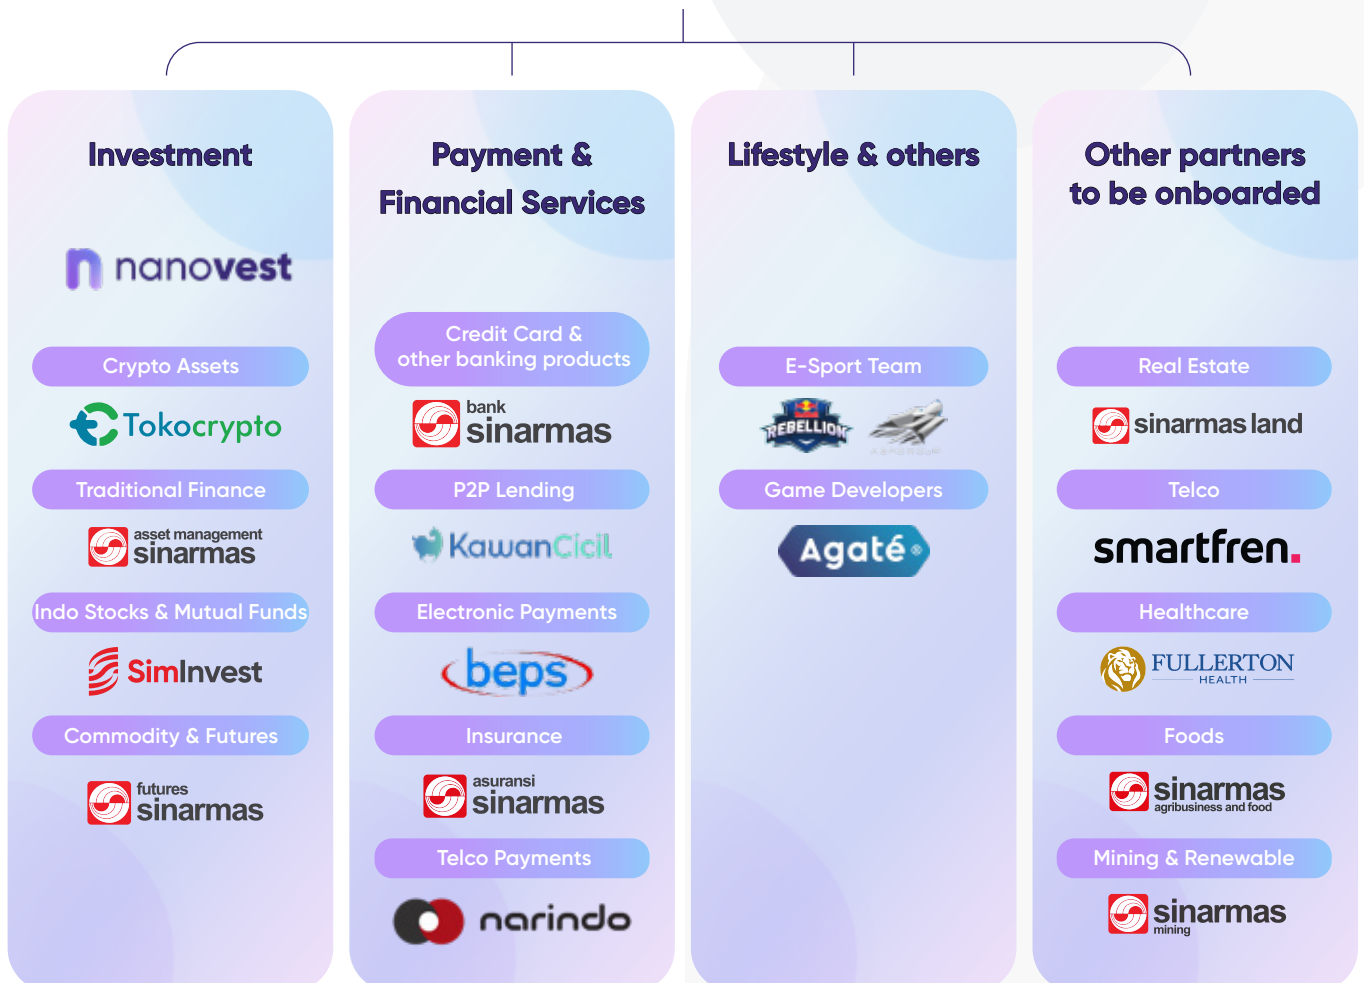 Investment
nanovest
Crypto Assets
Tokocrypto
Traditional Finance
asset management
sinarmas
Indo Stocks & Mutual Funds
SimInvest
Commodity & Futures
futures
sinarmas
Payment &
Financial Services
Credit Card &
other banking products
bank
sinarmas
P2P Lending
KawanCicil
Electronic Payments
beps
Insurance
asuransi
sinarmas
Telco Payments
narindo
Lifestyle & others
E-Sport Team
REBELLION
Game Developers
Agaté ®
Other partners
to be onboarded
Real Estate
sinarmas land
Telco
smartfren.
Healthcare
FULLERTON
HEALTH
Foods
sinarmas
agribusiness and food
Mining & Renewable
sinarmas
mining